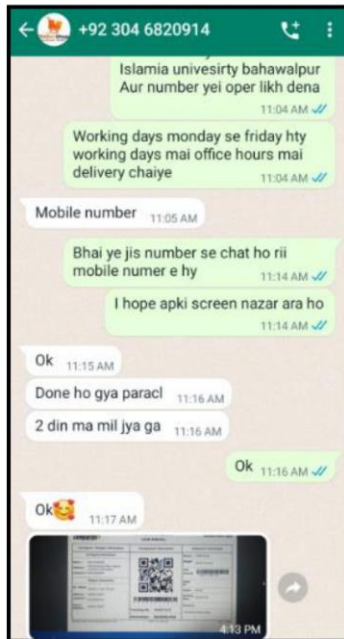 +92 304 6820914
Islamia univesirty bahawalpur
Aur number yei oper likh dena
11:04 AM
Working days monday se friday hty
working days mai office hours mai
delivery chaiye
11:04 AM
Mobile number 11:05 AM
Bhai ye jis number se chat ho rii
mobile numer e hy
11:14 AM
I hope apki screen nazar ara ho
11:14 AM
Ok 11:15 AM
Done ho gya paracl 11:16 AM
2 din ma mil jya ga 11:16 AM
Ok 11:16 AM
Ok🥰 11:17 AM
4:13 PM